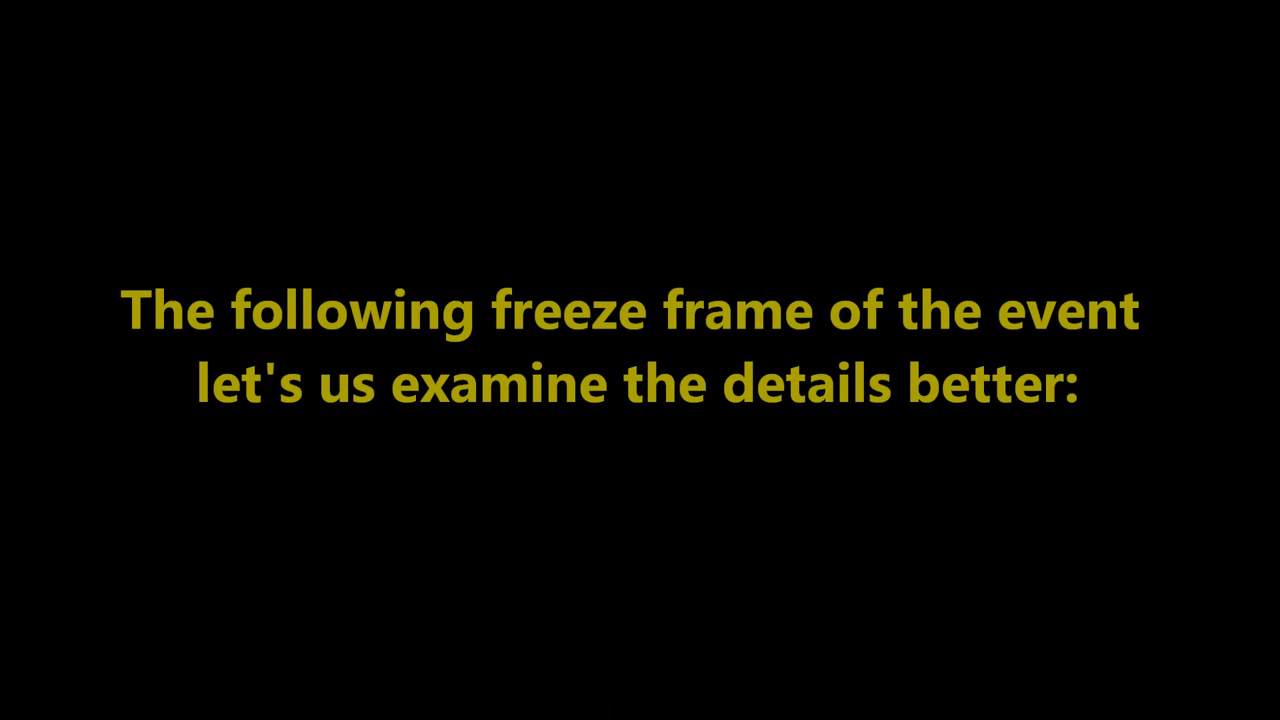 The following freeze frame of the event
let's us examine the details better: